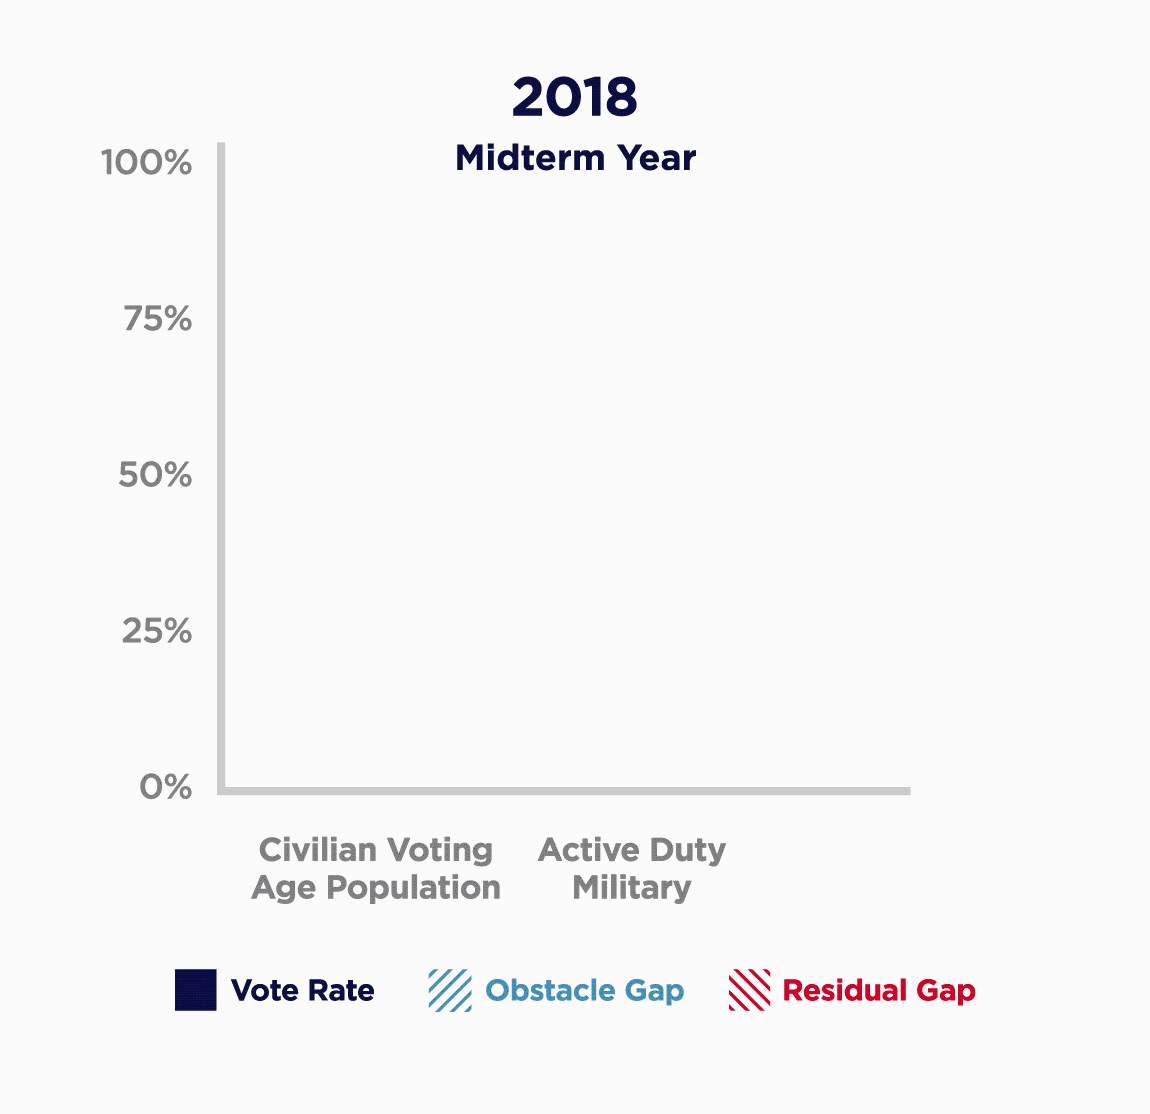 2018
Midterm Year
100%
75%
50%
25%
0%
Civilian Voting
Age Population
Active Duty
Military
Vote Rate
Obstacle Gap
Residual Gap